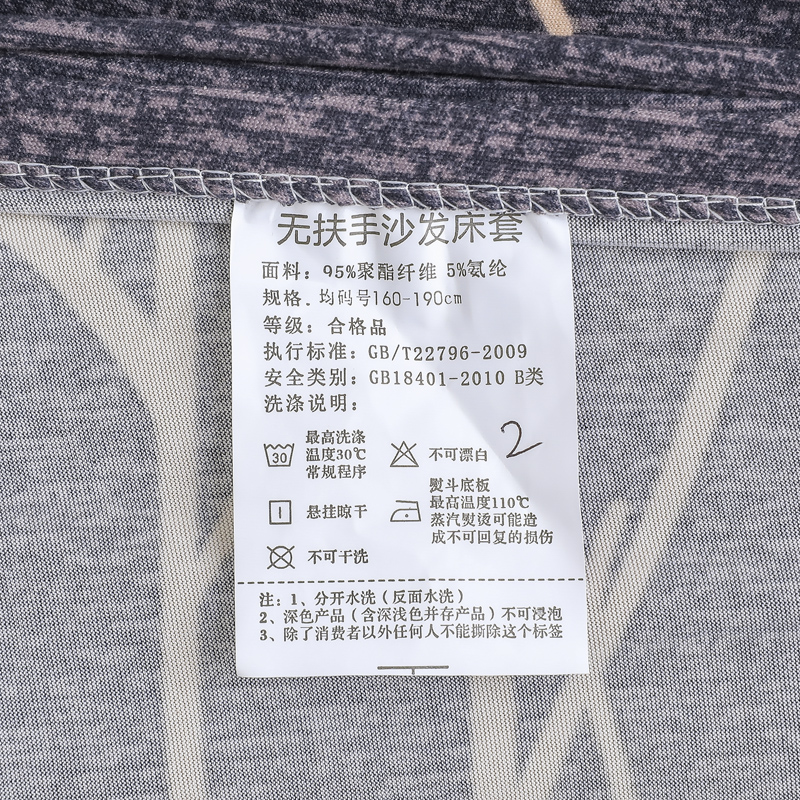 无扶手沙发床套
面料：95%聚酯纤维 5%氨纶
规格．均码号160-190cm
等级：合格品
执行标准：GB/T22796-2009
安全类别：GB18401-2010 B类
洗涤说明：
30
最高洗涤
温度30℃
常规程序
不可漂白
2
悬挂晾干
熨斗底板
最高温度110℃
蒸汽熨烫可能造
成不可回复的损伤
不可干洗
注：1、分开水洗（反面水洗）
2、深色产品（含深浅色并存产品）不可浸泡
3、除了消费者以外任何人不能撕除这个标签